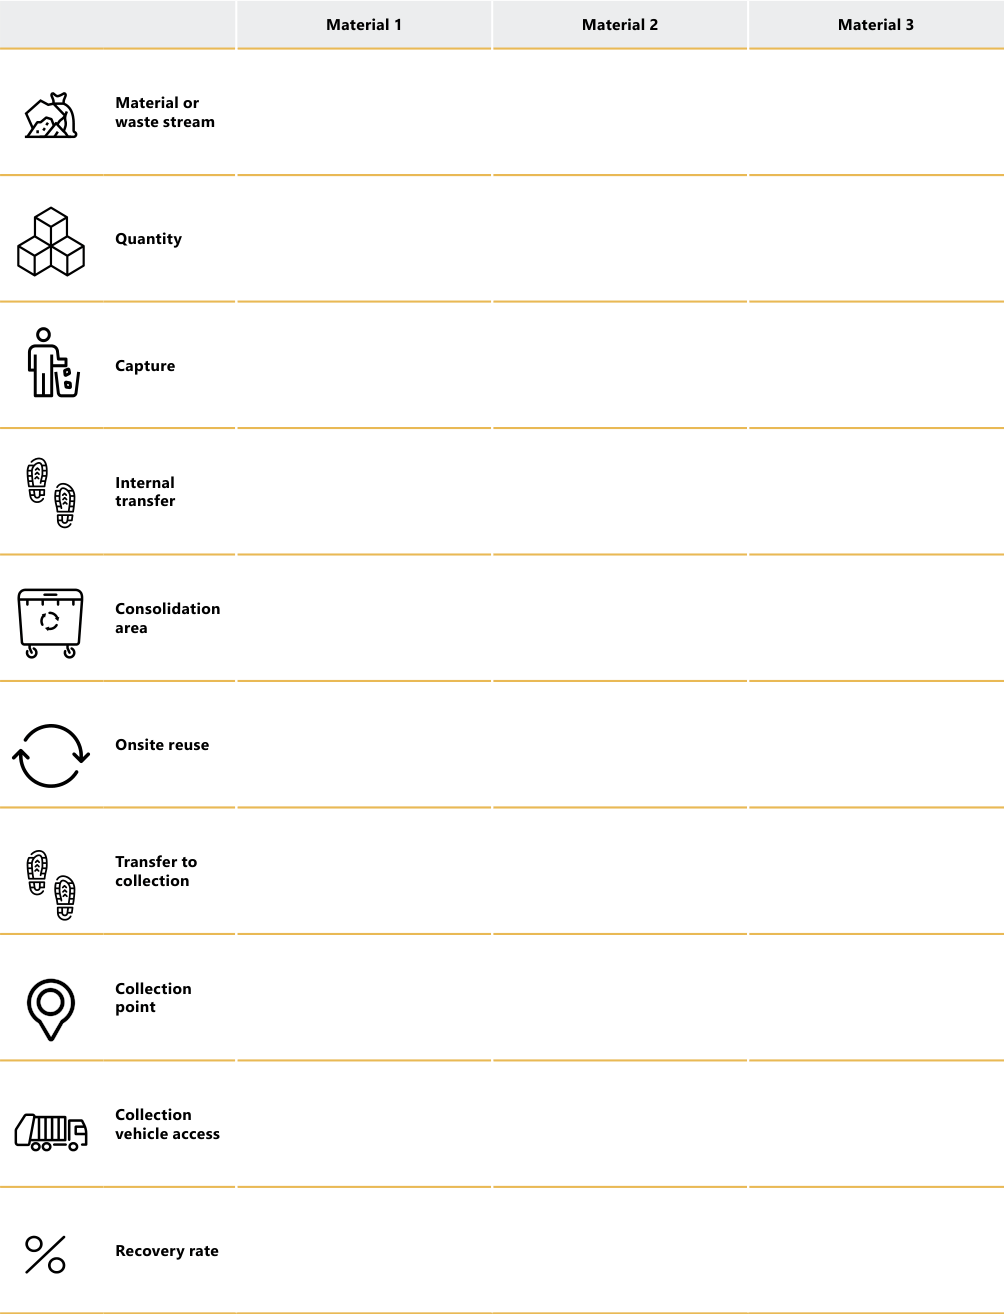 Material 1
Material 2
Material 3
Material or
waste stream
Quantity
Capture
Internal
transfer
Consolidation
area
Onsite reuse
Transfer to
collection
Collection
point
Collection
vehicle access
Recovery rate